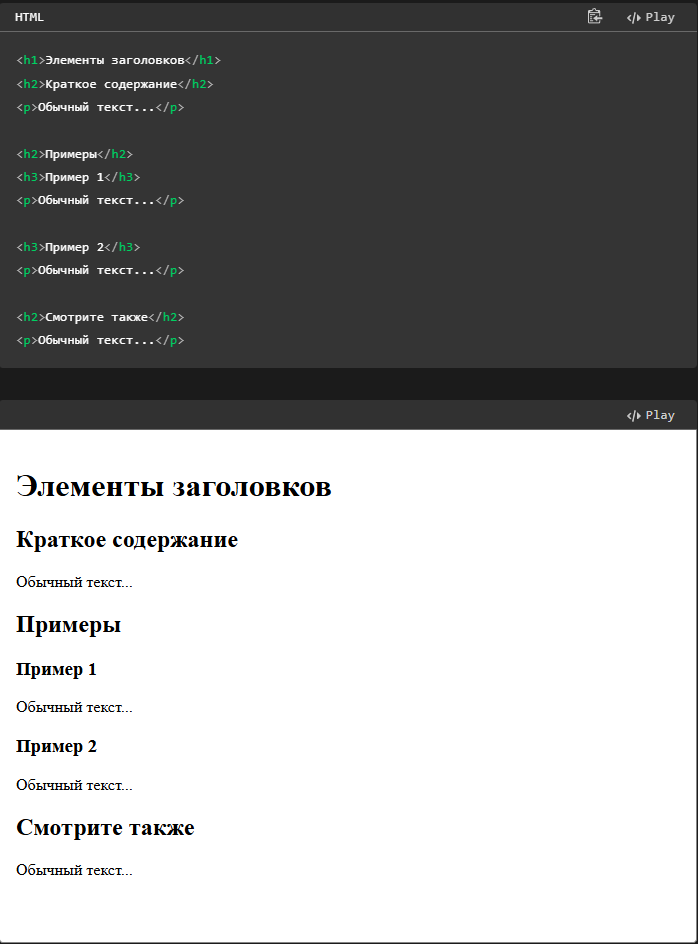 HTML
</> Play
<h1>Элементы заголовков</h1>
<h2>Краткое содержание</h2>
<p>Обычный текст...</p>
<h2>Примеры</h2>
<h3>Пример 1</h3>
<p>Обычный текст...</p>
<h3>Пример 2</h3>
<p>Обычный текст...</p>
<h2>Смотрите также</h2>
<p>Обычный текст...</p>
</> Play
Элементы заголовков
Краткое содержание
Обычный текст...
Примеры
Пример 1
Обычный текст...
Пример 2
Обычный текст...
Смотрите также
Обычный текст...